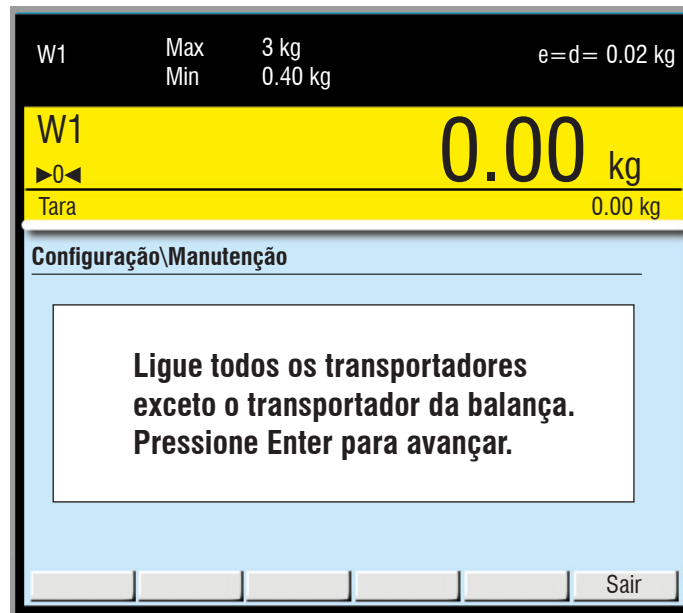 W1 Max 3 kg e=d= 0.02 kg
Min 0.40 kg
W1 0.00 kg
►0◄
Tara 0.00 kg
Configuração\Manutenção
Ligue todos os transportadores
exceto o transportador da balança.
Pressione Enter para avançar.
Sair